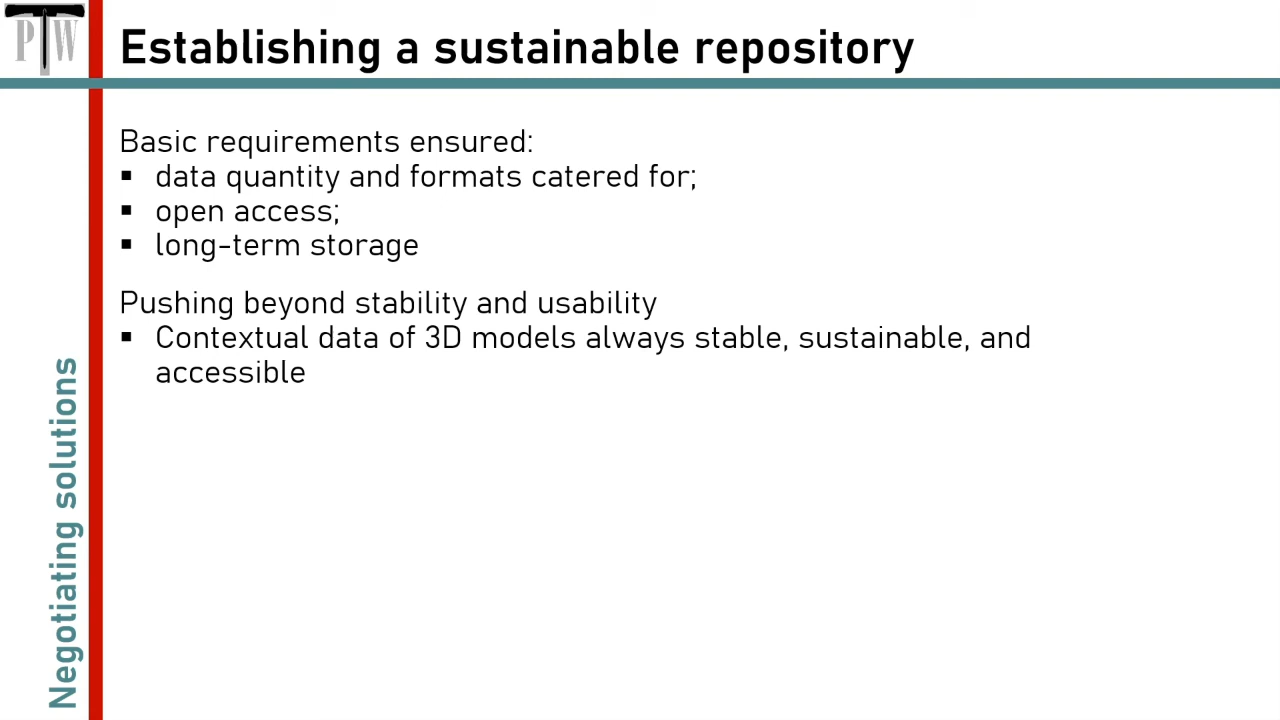 PTW
Establishing a sustainable repository
Basic requirements ensured:
▪ data quantity and formats catered for;
▪ open access;
▪ long-term storage
Pushing beyond stability and usability
▪ Contextual data of 3D models always stable, sustainable, and
accessible
Negotiating solutions